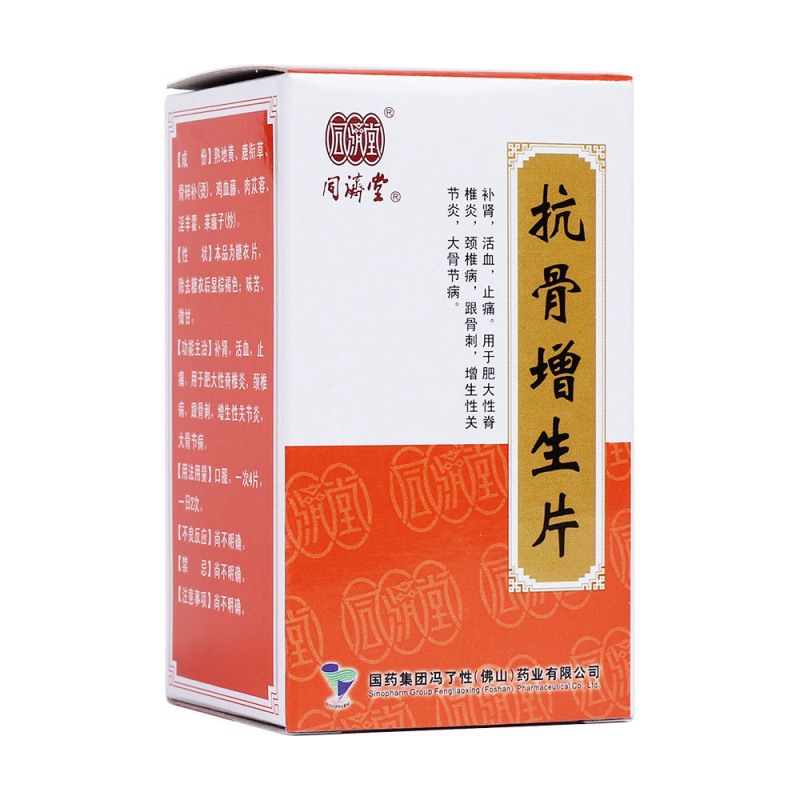 【成　份】熟地黄、鹿衔草、
骨碎补(烫)、鸡血藤、肉苁蓉、
淫羊藿、莱菔子(炒)。
【性　状】本品为糖衣片,
除去糖衣后显棕褐色;味苦、
微甘。
【功能主治】补肾,活血,止
痛。用于肥大性脊椎炎,颈椎
病,跟骨刺,增生性关节炎,
大骨节病。
【用法用量】口服。一次4片,
一日2次。
【不良反应】尚不明确。
【禁　忌】尚不明确。
【注意事项】尚不明确。
同济堂®
同濟堂®
补肾,活血,止痛。用于肥大性脊
椎炎,颈椎病,跟骨刺,增生性关
节炎,大骨节病。
抗骨增生片
同济堂
SINOPHARM
国药集团冯了性(佛山)药业有限公司
Sinopharm Group Fengliaoxing (Foshan) Pharmaceutical Co., Ltd.